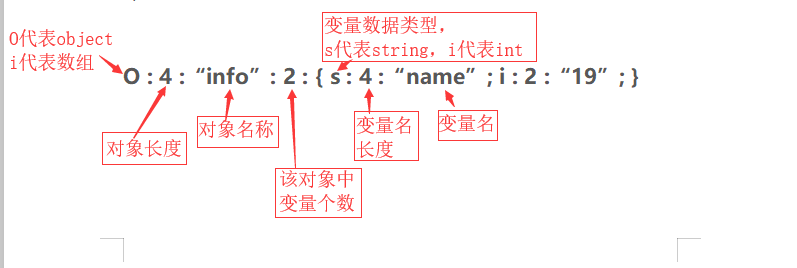 O代表object
i代表数组
变量数据类型，
s代表string，i代表int
O : 4 : “info” : 2 : { s : 4 : “name” ; i : 2 : “19” ; }
对象长度
对象名称
该对象中
变量个数
变量名
长度
变量名